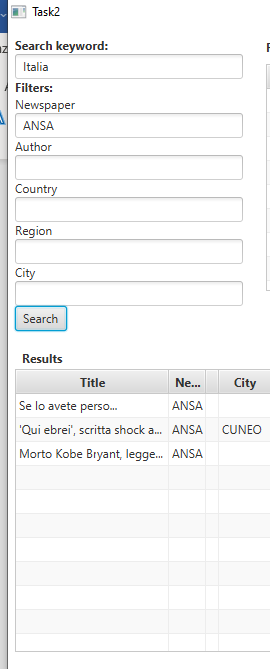 Task2
Search keyword:
Italia
Filters:
Newspaper
ANSA
Author
Country
Region
City
Search
Results
Title Ne... City
Se lo avete perso... ANSA
'Qui ebrei', scritta shock a... ANSA CUNEO
Morto Kobe Bryant, legge... ANSA